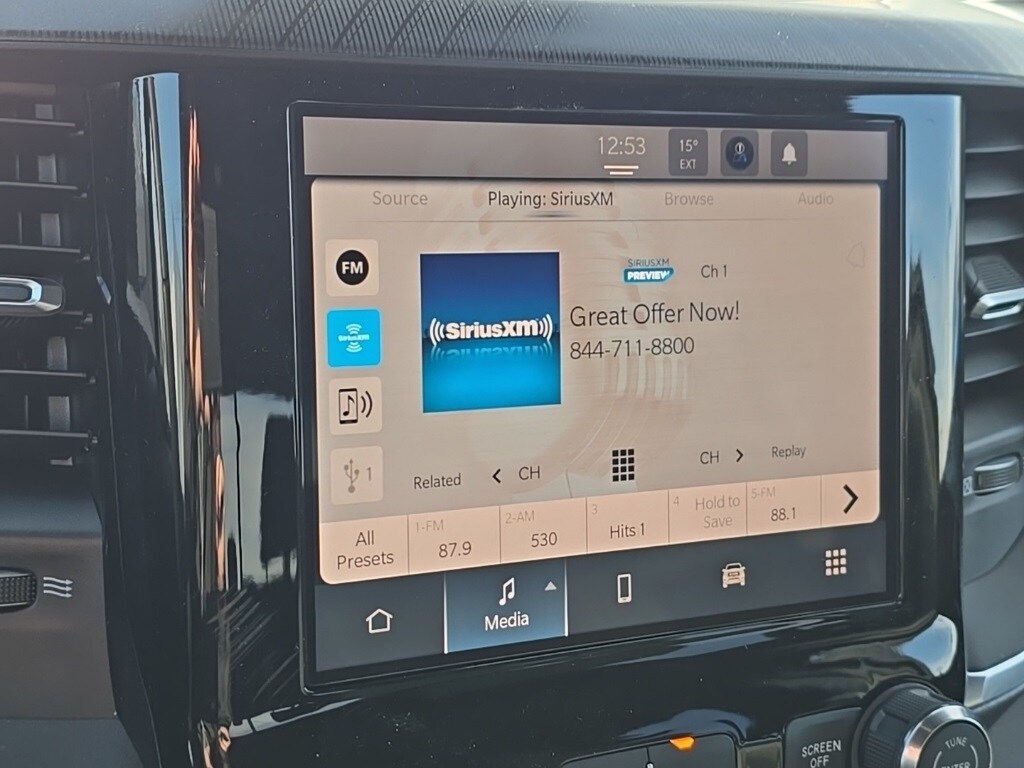 12:53
15°
EXT
Source
Playing: SiriusXM
Browse
Audio
FM
SIRIUSXM
PREVIEW
Ch 1
SiriusXM
Great Offer Now!
844-711-8800
SiriusXM
1
Related
CH
CH
Replay
All
Presets
1-FM
87.9
2-AM
530
3
Hits 1
4
Hold to
Save
5-FM
88.1
Media
SCREEN
OFF
TUNE
ENTER